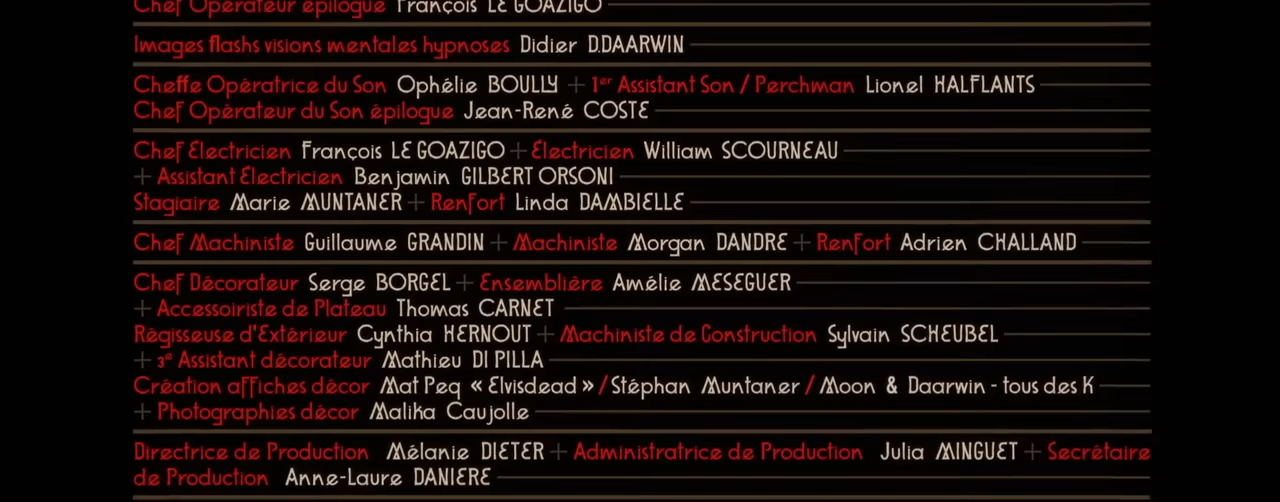 Chef Opérateur épilogue François LE GOAZIGO
Images flashs visions mentales hypnoses Didier D.DAARWIN
Cheffe Opératrice du Son Ophélie BOULLY + 1er Assistant Son / Perchman Lionel HALFLANTS
Chef Opérateur du Son épilogue Jean-René COSTE
Chef Électricien François LE GOAZIGO + Électricien William SCOURNEAU
+ Assistant Électricien Benjamin GILBERT ORSONI
Stagiaire Marie MUNTANER + Renfort Linda DAMBIELLE
Chef Machiniste Guillaume GRANDIN + Machiniste Morgan DANDRE + Renfort Adrien CHALLAND
Chef Décorateur Serge BORGEL + Ensemblière Amélie MESEGUER
+ Accessoiriste de Plateau Thomas CARNET
Régisseuse d'Extérieur Cynthia HERNOUT + Machiniste de Construction Sylvain SCHEUBEL
+ 3e Assistant décorateur Mathieu DI PILLA
Création affiches décor Mat Peq « Elvisdead » / Stéphan Muntaner / Moon & Daarwin - tous des K
+ Photographies décor Malika Caujolle
Directrice de Production Mélanie DIETER + Administratrice de Production Julia MINGUET + Secrétaire
de Production Anne-Laure DANIERE